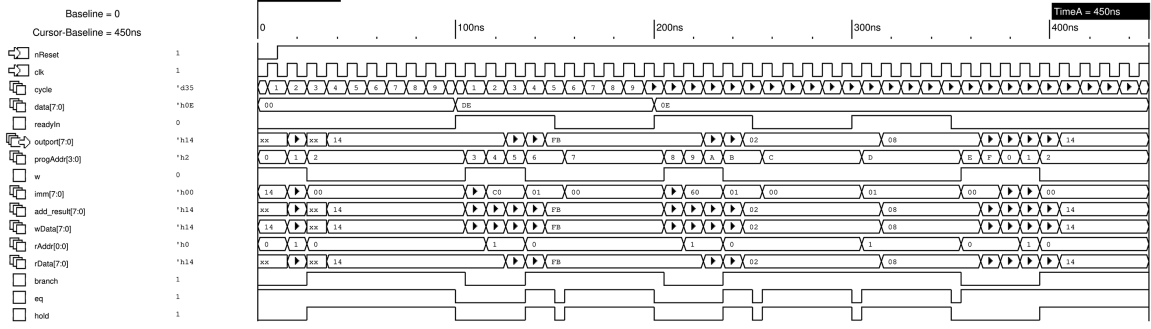 Baseline = 0
TimeA = 450ns
Cursor-Baseline = 450ns
0 100ns 200ns 300ns 400ns
nReset 1
clk 1
cycle 'd35 1 2 3 4 5 6 7 8 9 1 2 3 4 5 6 7 8 9
data[7:0] 'h0E 00 DE 0E
readyIn 0
outport[7:0] 'h14 xx xx 14 FB 02 08 14
progAddr[3:0] 'h2 0 1 2 3 4 5 6 7 8 9 A B C D E F 0 1 2
w 0
imm[7:0] 'h00 14 00 C0 01 00 60 01 00 01 00 00
add_result[7:0] 'h14 xx xx 14 FB 02 08 14
wData[7:0] 'h14 14 xx 14 FB 02 08 14
rAddr[0:0] 'h0 0 1 0 1 0 1 0 1 0 1 0
rData[7:0] 'h14 xx xx 14 FB 02 08 14
branch 1
eq 1
hold 1